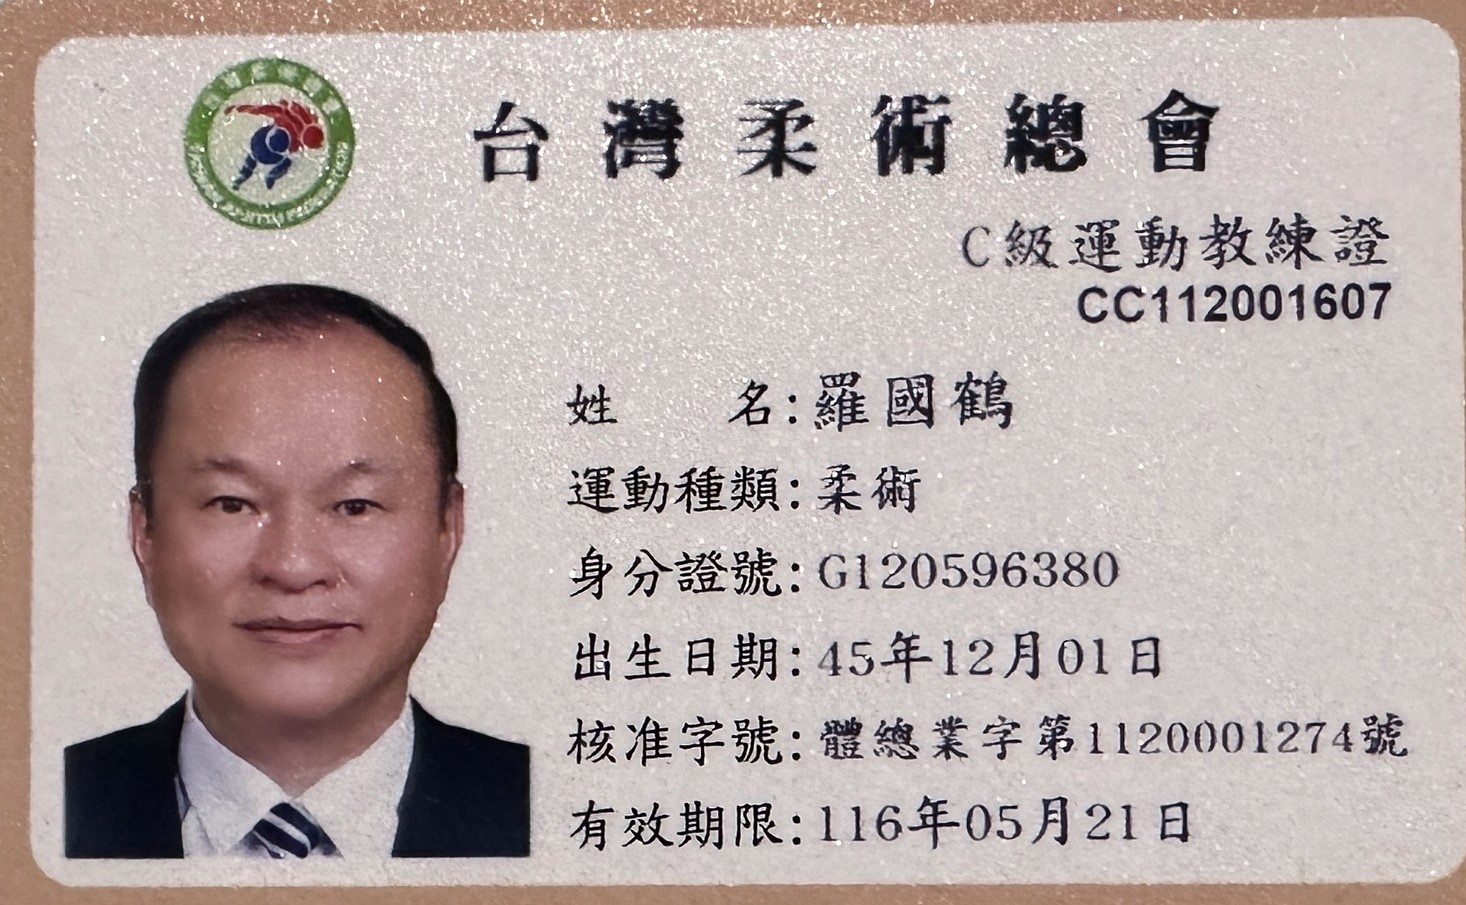 台灣柔術總會
C級運動教練證
CC112001607
姓 名:羅國鶴
運動種類:柔術
身分證號:G120596380
出生日期:45年12月01日
核准字號:體總業字第1120001274號
有效期限:116年05月21日